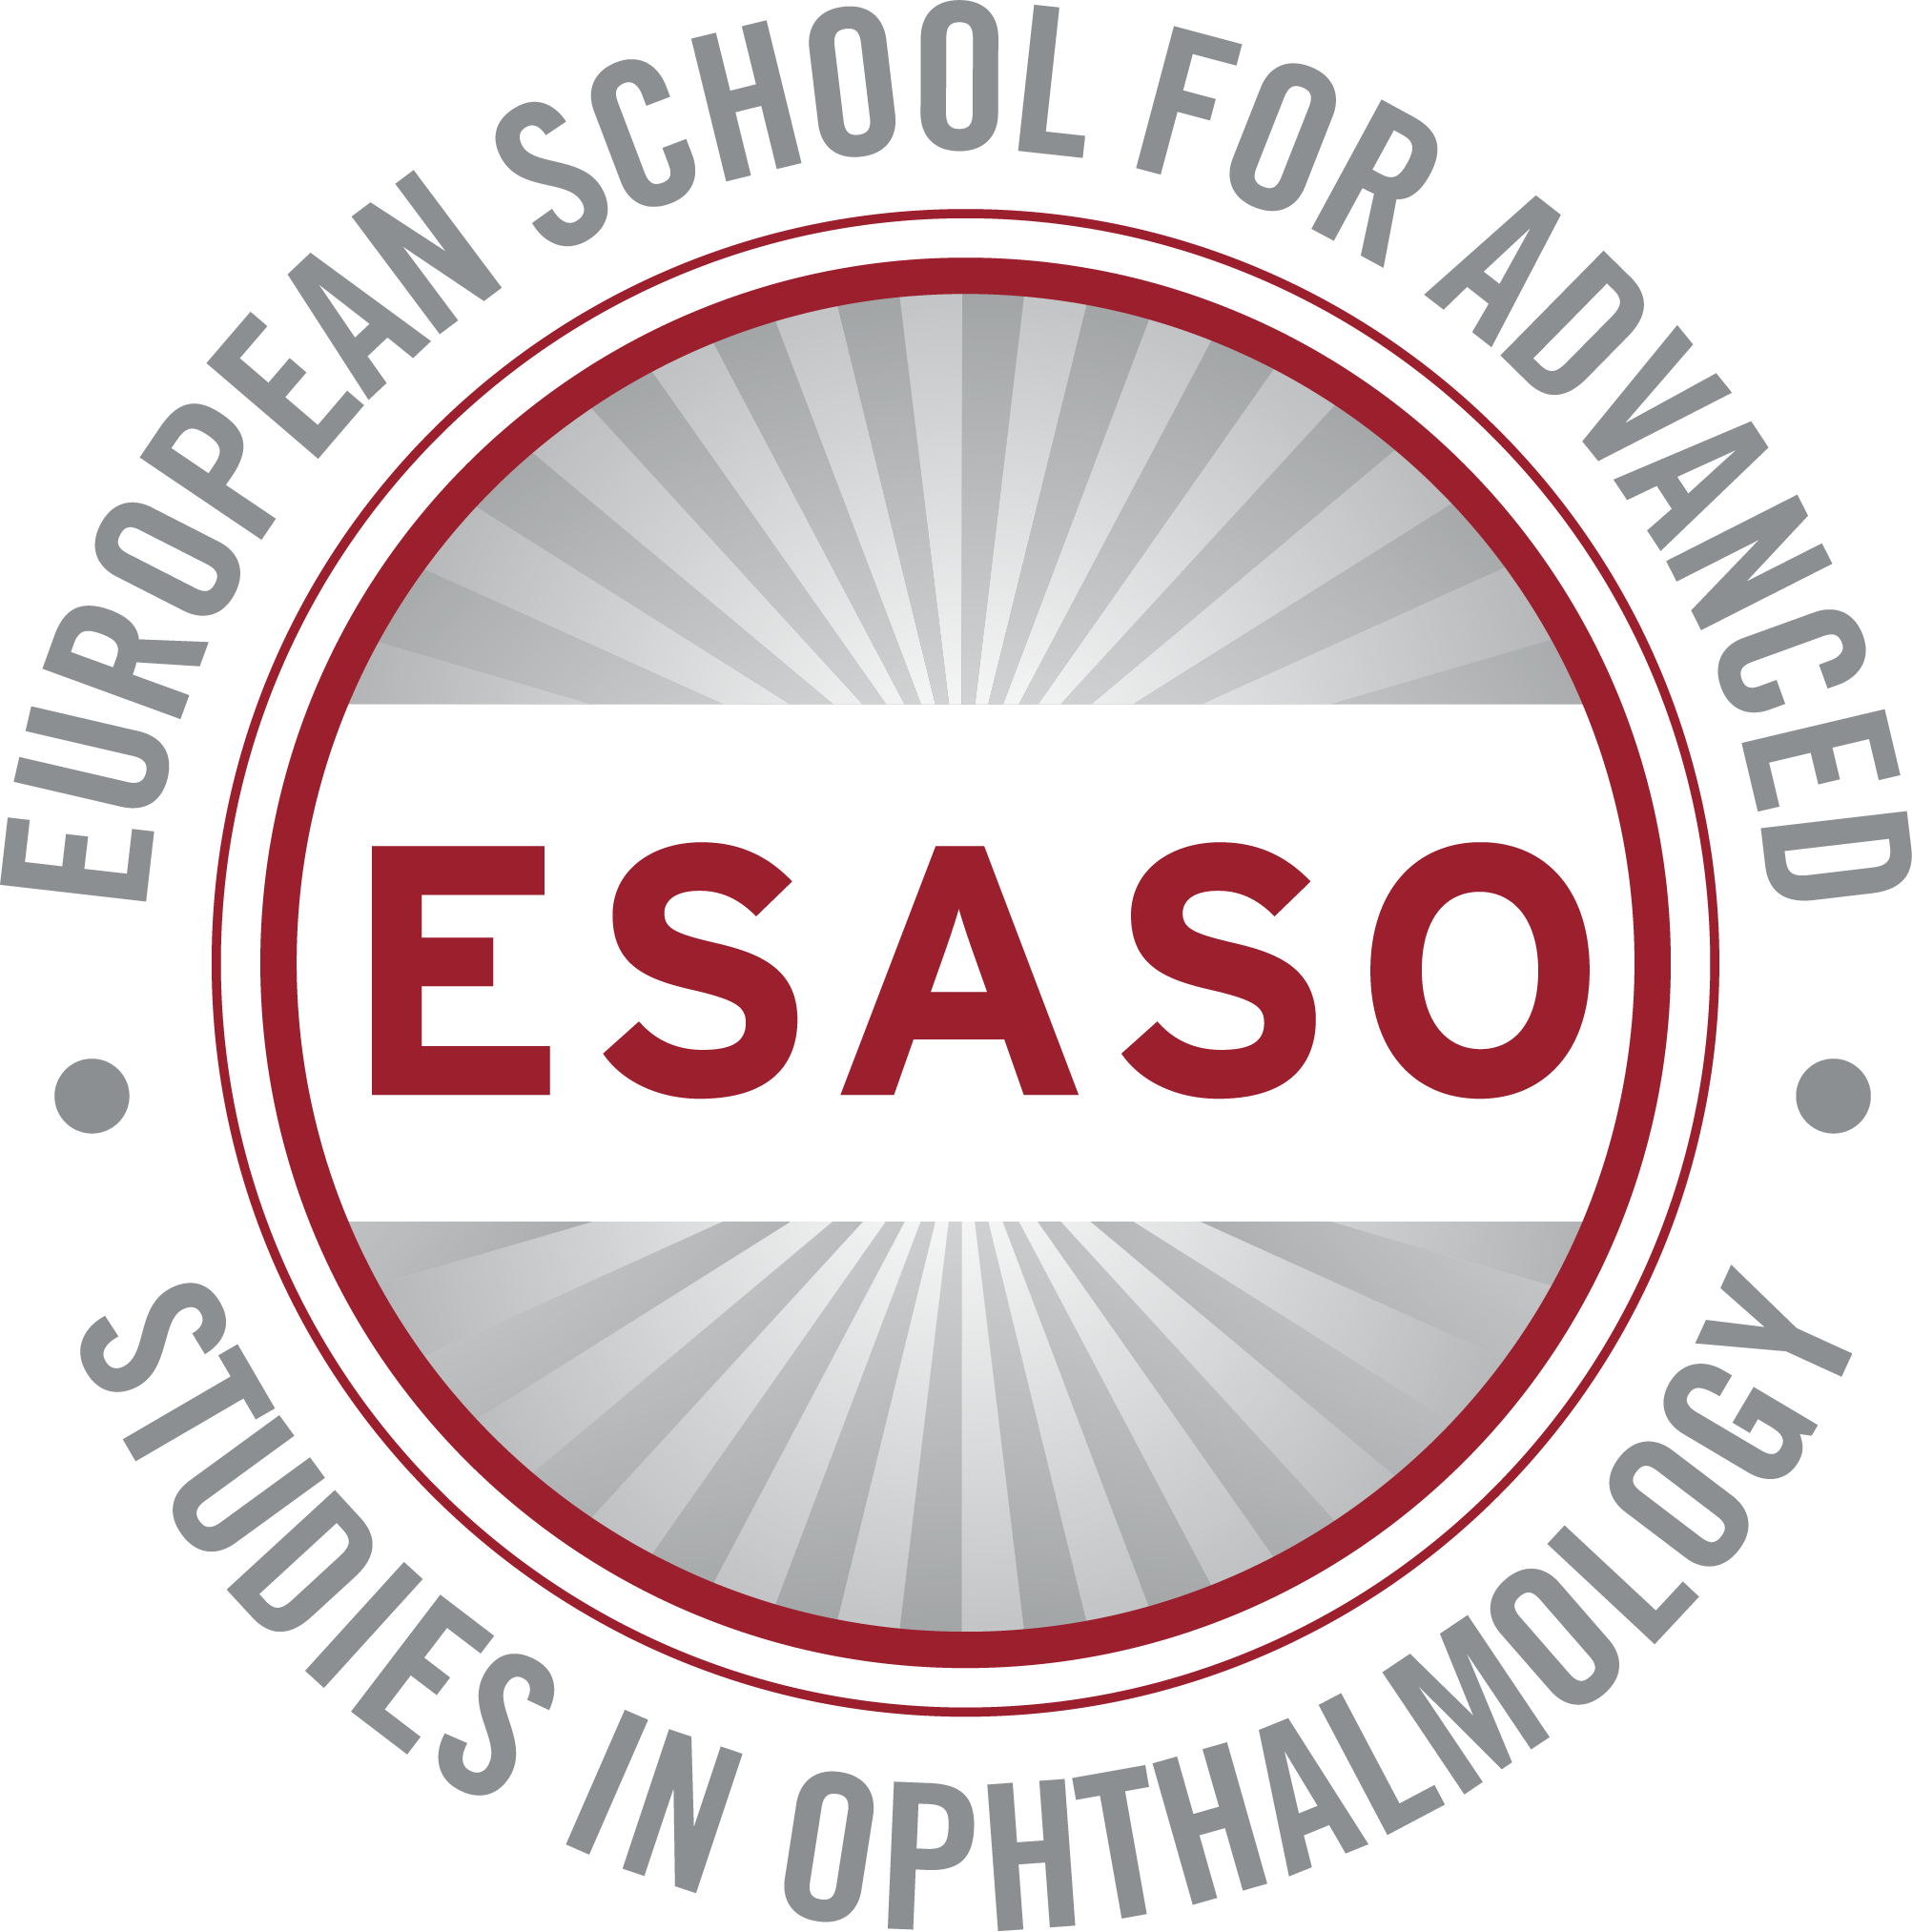 EUROPEAN SCHOOL FOR ADVANCED
ESASO
STUDIES IN OPHTHALMOLOGY